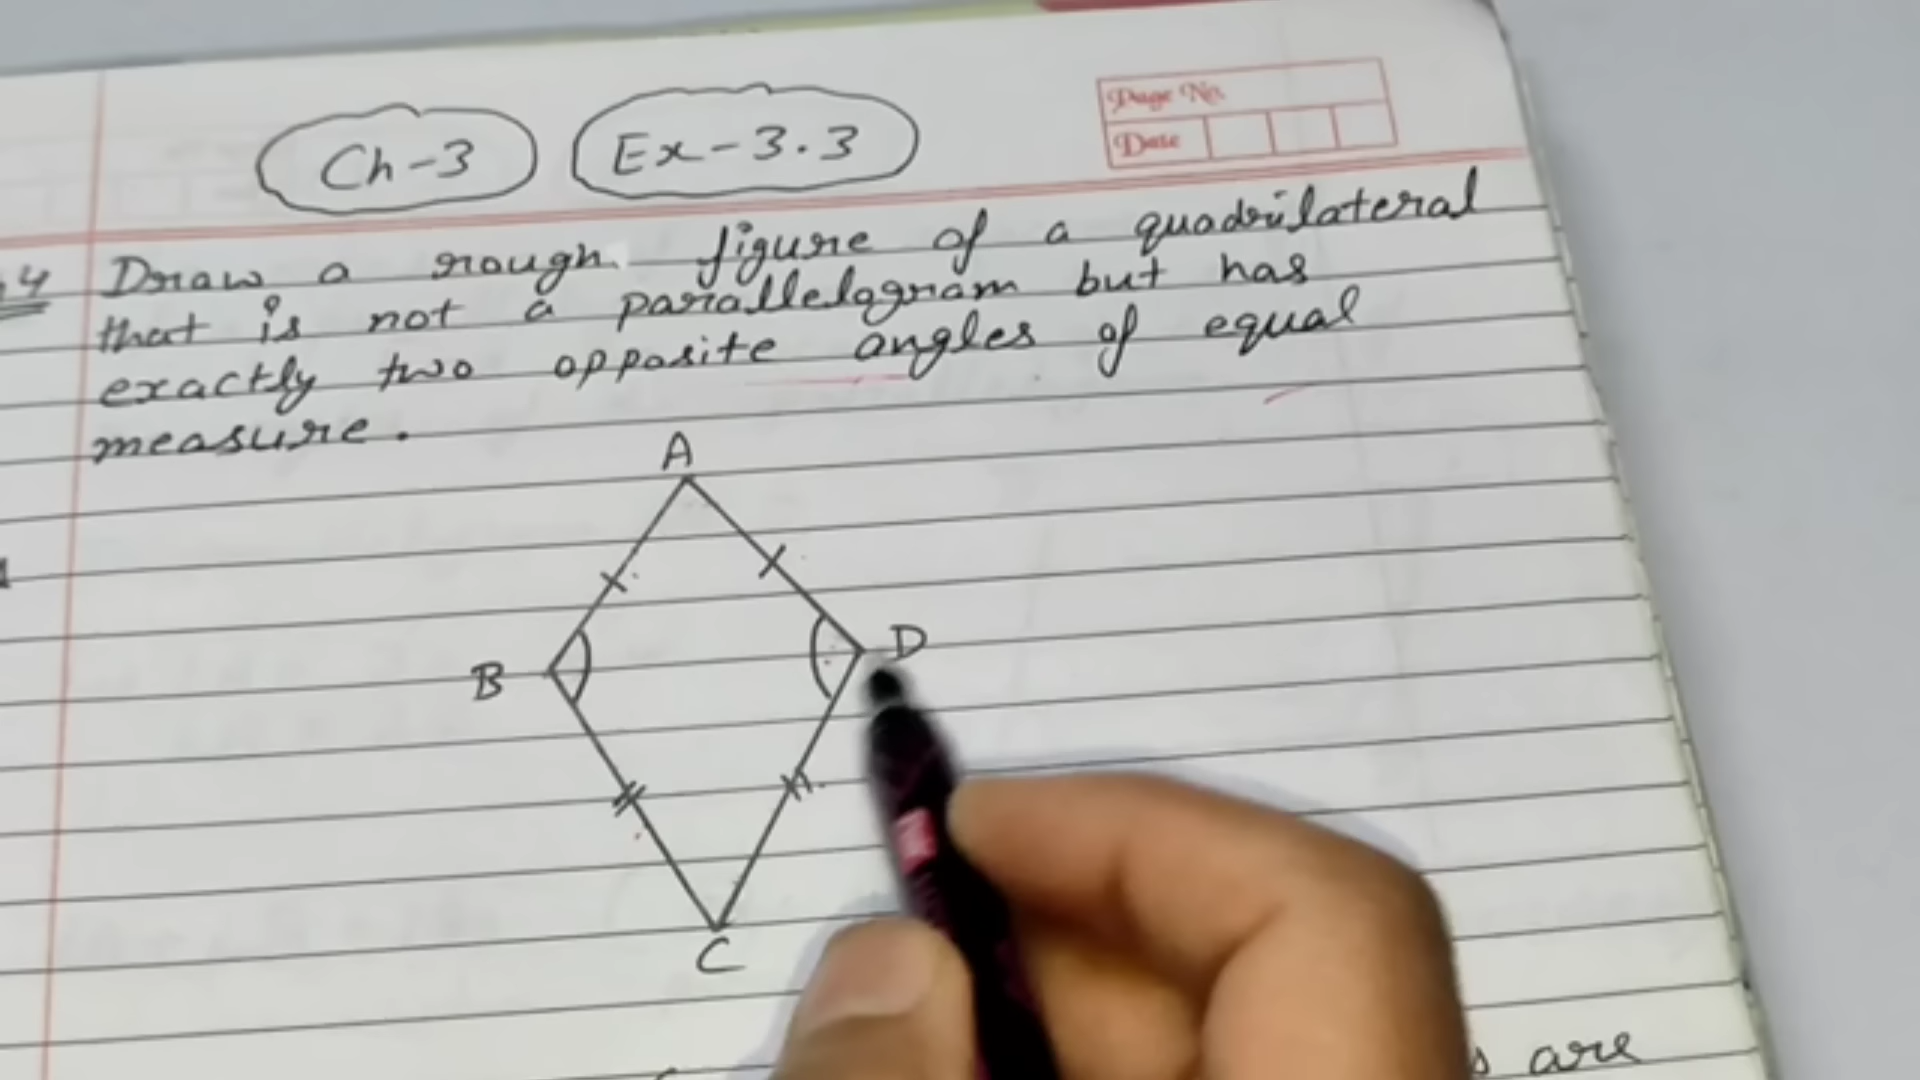 Ch-3 Ex-3.3
Page No.
Date
4 Draw a rough figure of a quadrilateral
that is not a parallelogram but has
exactly two opposite angles of equal
measure.
A
B
D
C
are